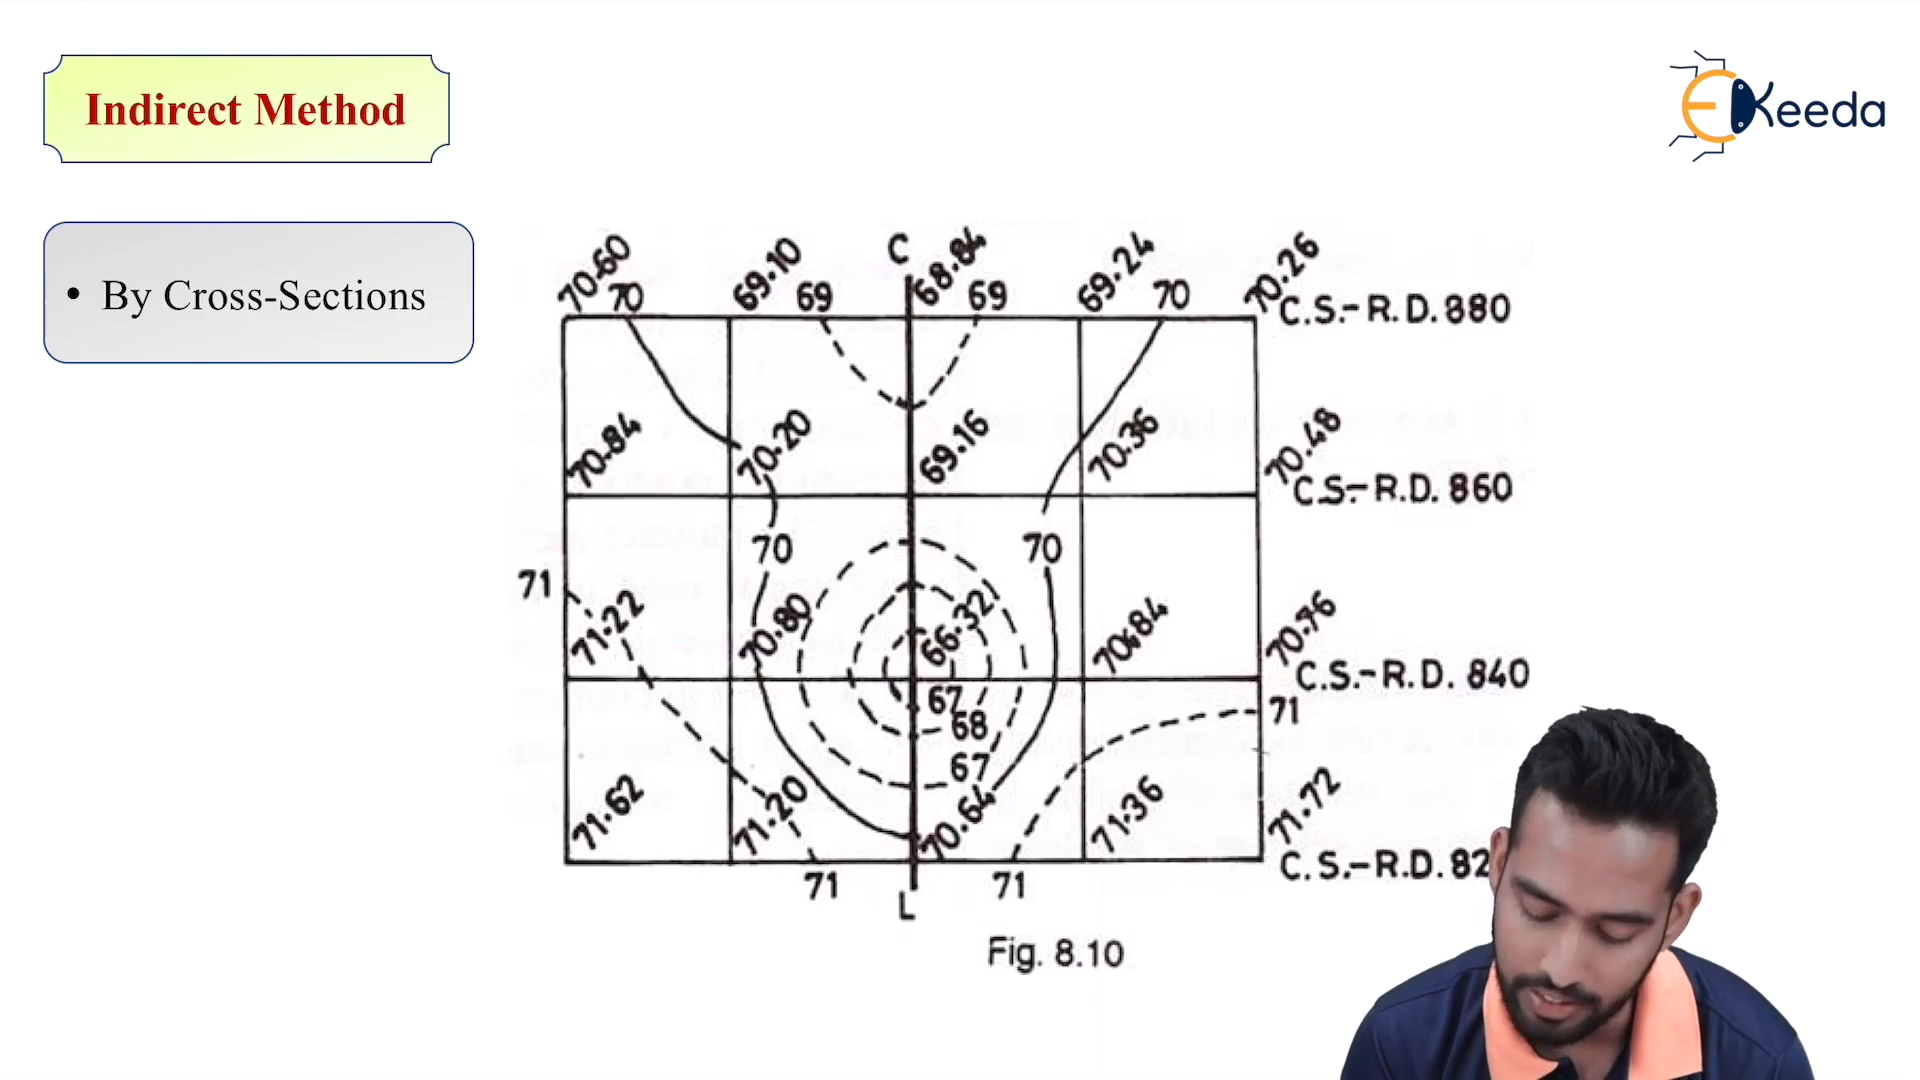 Indirect Method
EKeeda
• By Cross-Sections
C
70.60 69.10 68.84 69.24 70.26
70 69 69 70
C.S.-R.D. 880
70.84 70.20 69.16 70.36 70.48
C.S.-R.D. 860
70 70
71
71.22 70.80 66.32 70.84 70.76
C.S.-R.D. 840
67
71
68
67
71.62 71.20 70.64 71.36 71.72
C.S.-R.D. 82
71 71
L
Fig. 8.10